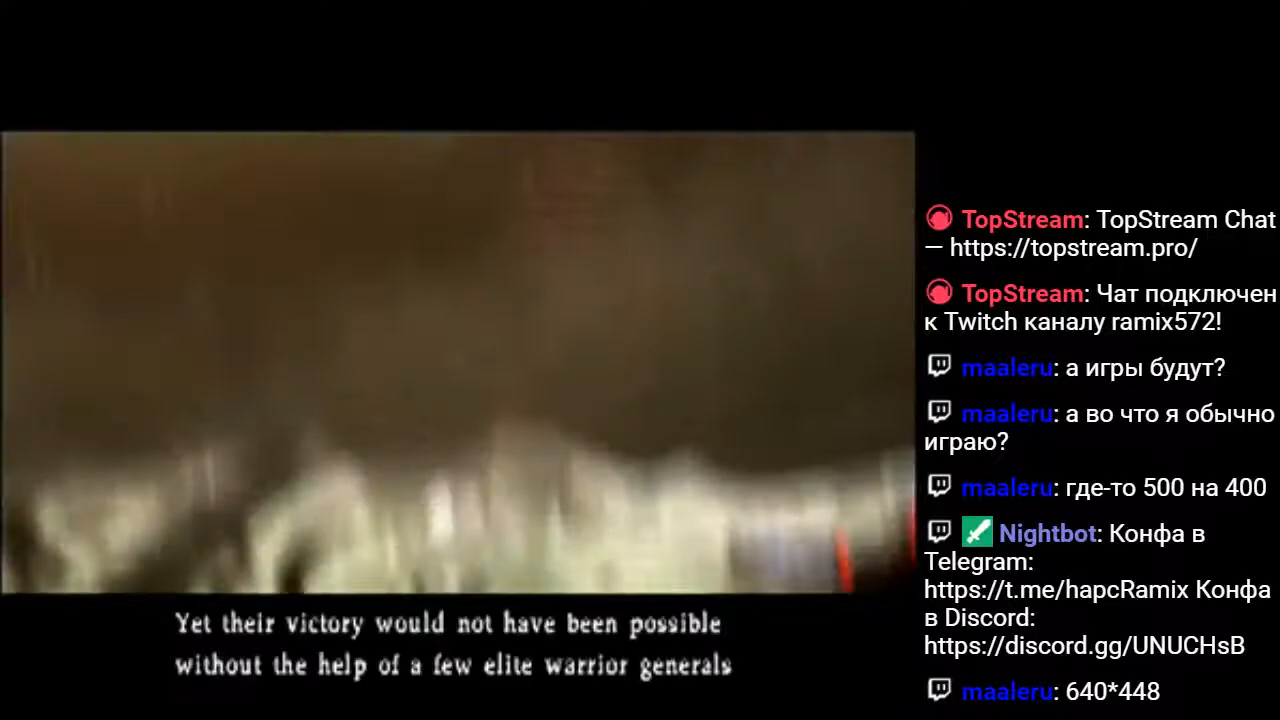 TopStream: TopStream Chat
— https://topstream.pro/
TopStream: Чат подключен
к Twitch каналу ramix572!
maaleru: а игры будут?
maaleru: а во что я обычно
играю?
maaleru: где-то 500 на 400
Nightbot: Конфа в
Telegram:
https://t.me/hapcRamix Конфа
в Discord:
https://discord.gg/UNUCHsB
maaleru: 640*448
Yet their victory would not have been possible
without the help of a few elite warrior generals